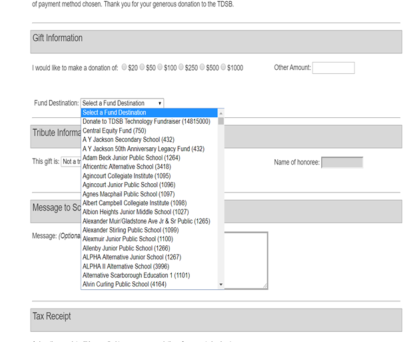 of payment method chosen. Thank you for your generous donation to the TDSB.
Gift Information
I would like to make a donation of: $20 $50 $100 $250 $500 $1000 Other Amount:
Fund Destination: Select a Fund Destination
Select a Fund Destination
Donate to TDSB Technology Fundraiser (14815000)
Central Equity Fund (750)
A Y Jackson Secondary School (432)
A Y Jackson 50th Anniversary Legacy Fund (432)
Adam Beck Junior Public School (1264)
Africentric Alternative School (3418)
Agincourt Collegiate Institute (1095)
Agincourt Junior Public School (1096)
Agnes Macphail Public School (1097)
Albert Campbell Collegiate Institute (1098)
Albion Heights Junior Middle School (1027)
Alexander Muir/Gladstone Ave Jr & Sr Public (1265)
Alexander Stirling Public School (1099)
Alexmuir Junior Public School (1100)
Allenby Junior Public School (1266)
ALPHA Alternative Junior School (1267)
ALPHA II Alternative School (3996)
Alternative Scarborough Education 1 (1101)
Alvin Curling Public School (4164)
Tribute Informa
This gift is: Not a tr
Name of honoree:
Message to Sc
Message: (Optiona
Tax Receipt